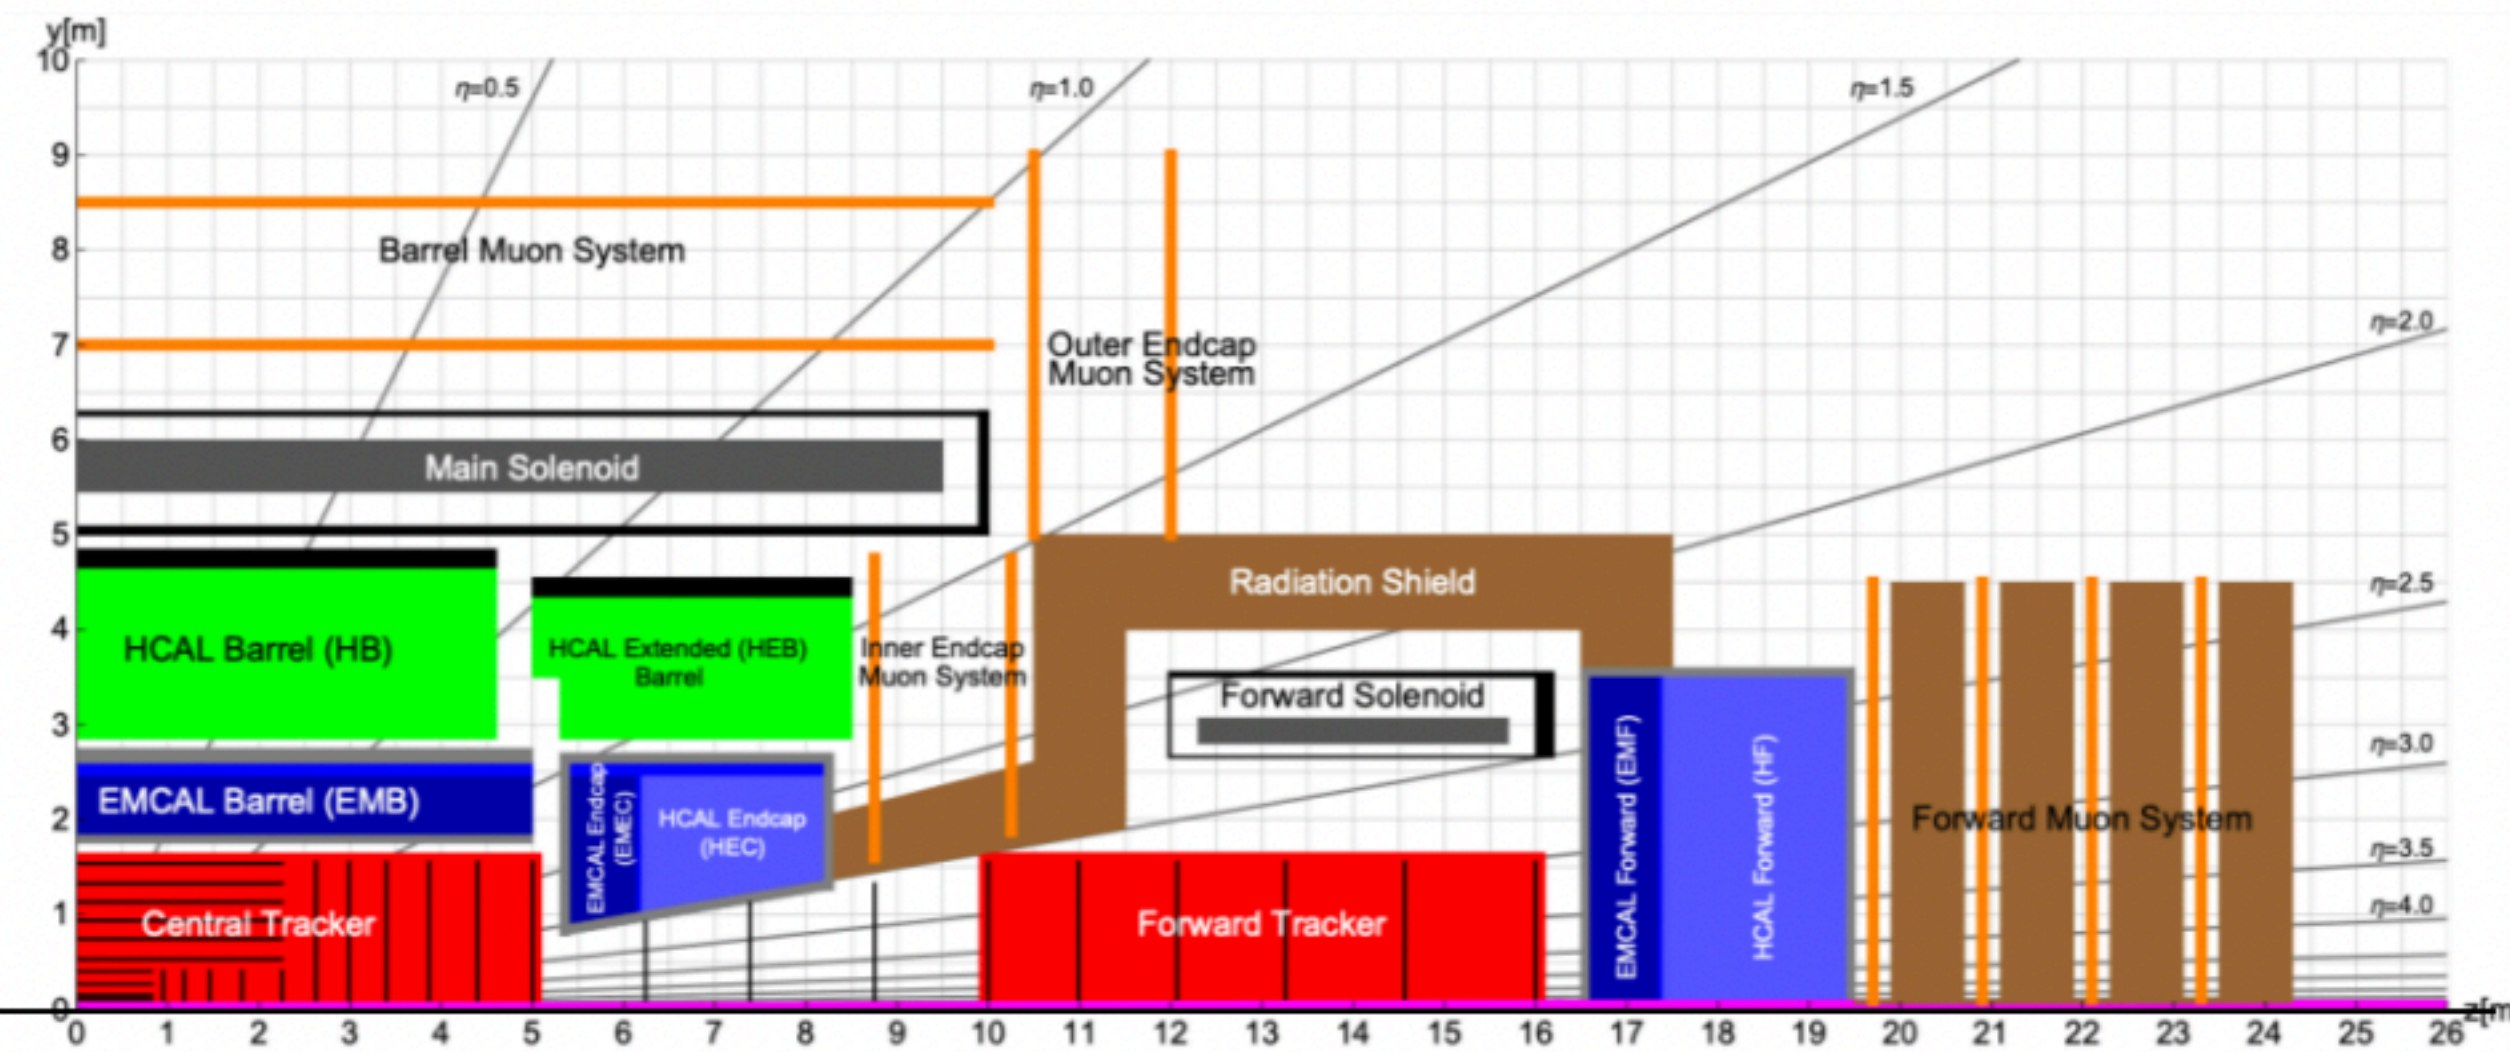 y[m]
10
η=0.5
η=1.0
η=1.5
9
8
Barrel Muon System
7
Outer Endcap
Muon System
η=2.0
6
Main Solenoid
5
Radiation Shield
η=2.5
4
HCAL Barrel (HB)
HCAL Extended (HEB)
Barrel
Inner Endcap
Muon System
Forward Solenoid
3
η=3.0
EMCAL Barrel (EMB)
EMCAL Endcap
(EMEC)
HCAL Endcap
(HEC)
EMCAL Forward (EMF)
HCAL Forward (HF)
Forward Muon System
2
η=3.5
1
Central Tracker
Forward Tracker
η=4.0
0
0 1 2 3 4 5 6 7 8 9 10 11 12 13 14 15 16 17 18 19 20 21 22 23 24 25 26
z[m